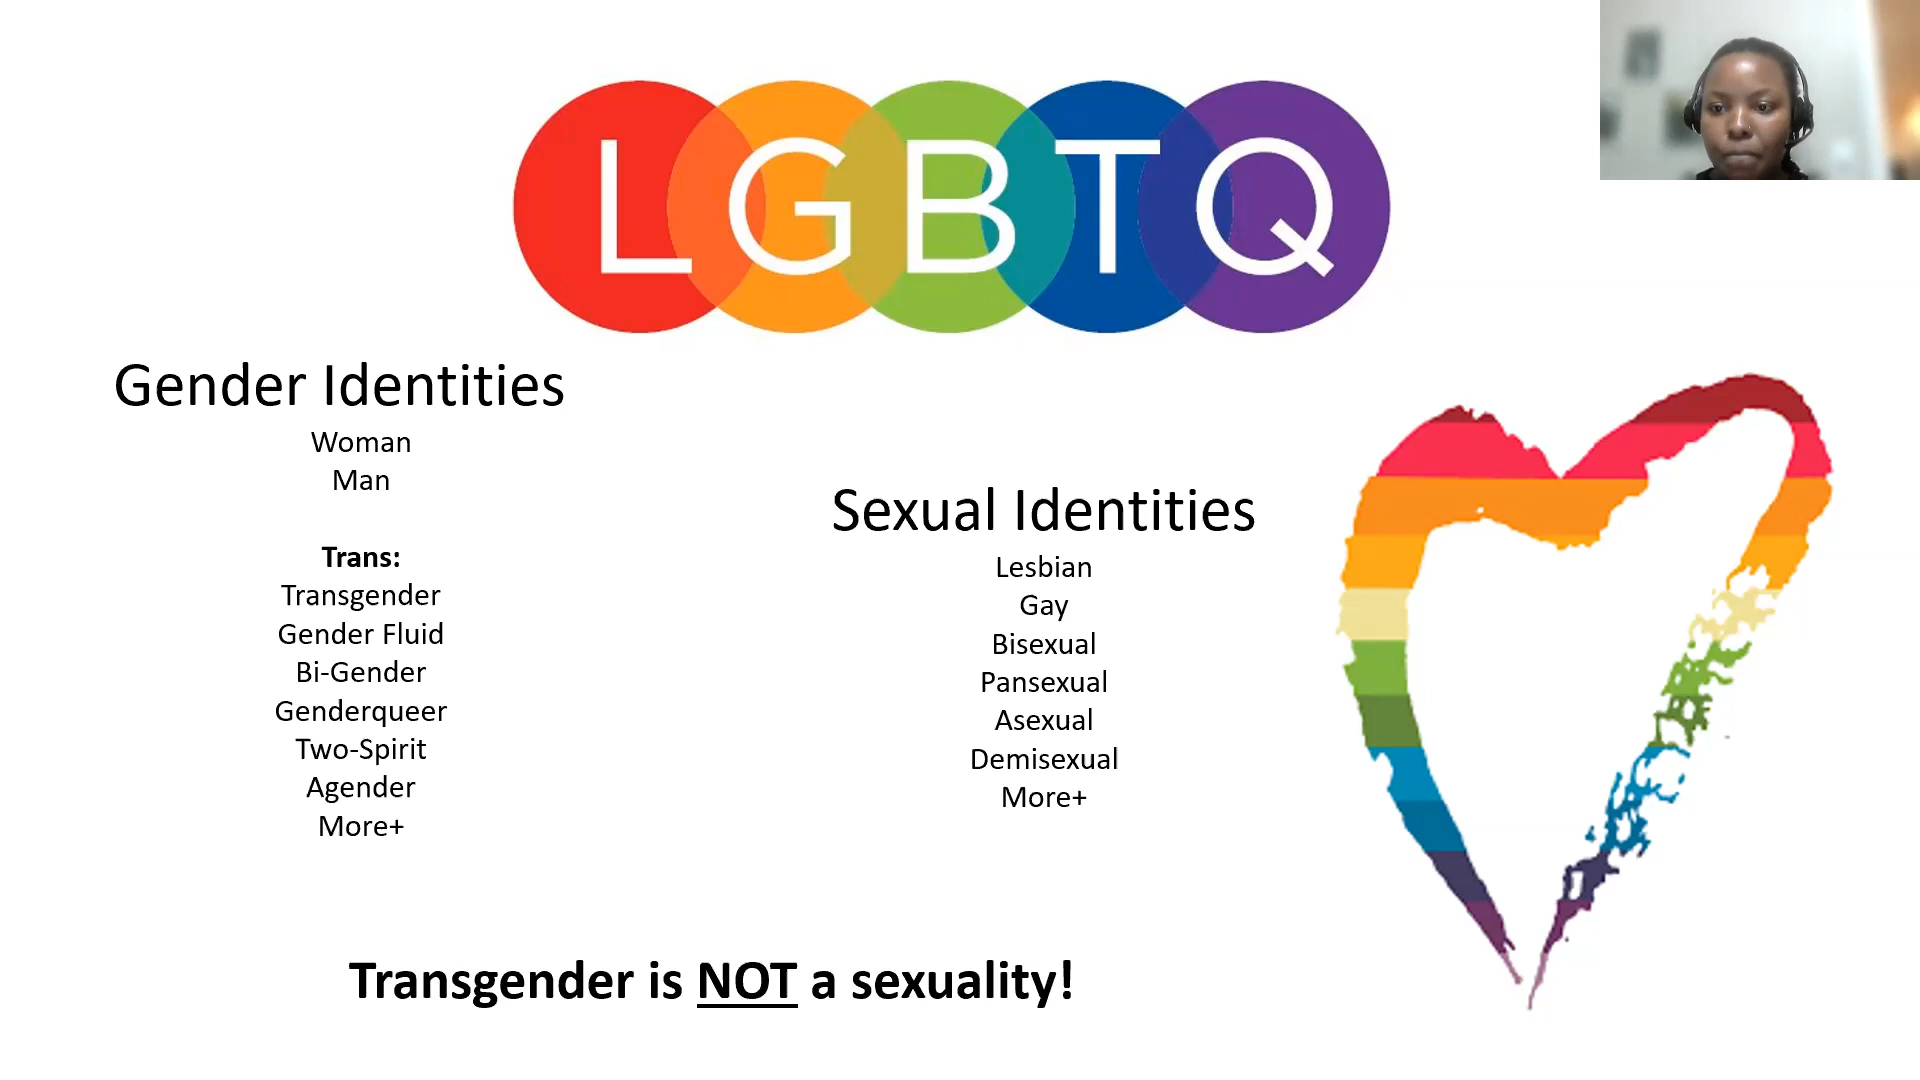 LGBTQ
Gender Identities
Woman
Man
Trans:
Transgender
Gender Fluid
Bi-Gender
Genderqueer
Two-Spirit
Agender
More+
Sexual Identities
Lesbian
Gay
Bisexual
Pansexual
Asexual
Demisexual
More+
Transgender is NOT a sexuality!